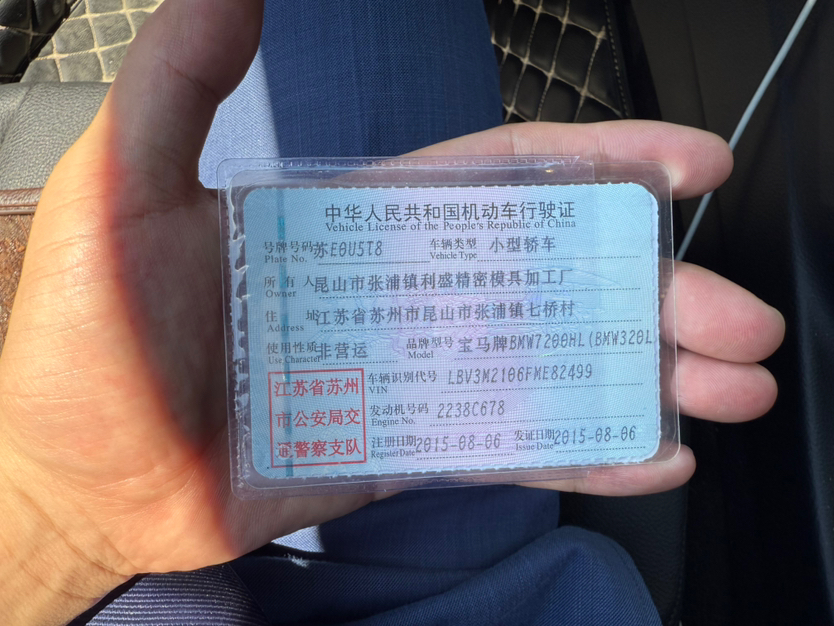 中华人民共和国机动车行驶证
Vehicle License of the People's Republic of China
号牌号码 苏E0U5T8 车辆类型 小型轿车
Plate No. Vehicle Type
所有人 昆山市张浦镇利盛精密模具加工厂
Owner
住址 江苏省苏州市昆山市张浦镇七桥村
Address
使用性质 非营运 品牌型号 宝马牌BMW7200HL(BMW320L
Use Character Model
江苏省苏州
市公安局交
通警察支队
车辆识别代号 LBV3M2106FME82499
VIN
发动机号码 2238C678
Engine No.
注册日期 2015-08-06 发证日期 2015-08-06
Register Date Issue Date